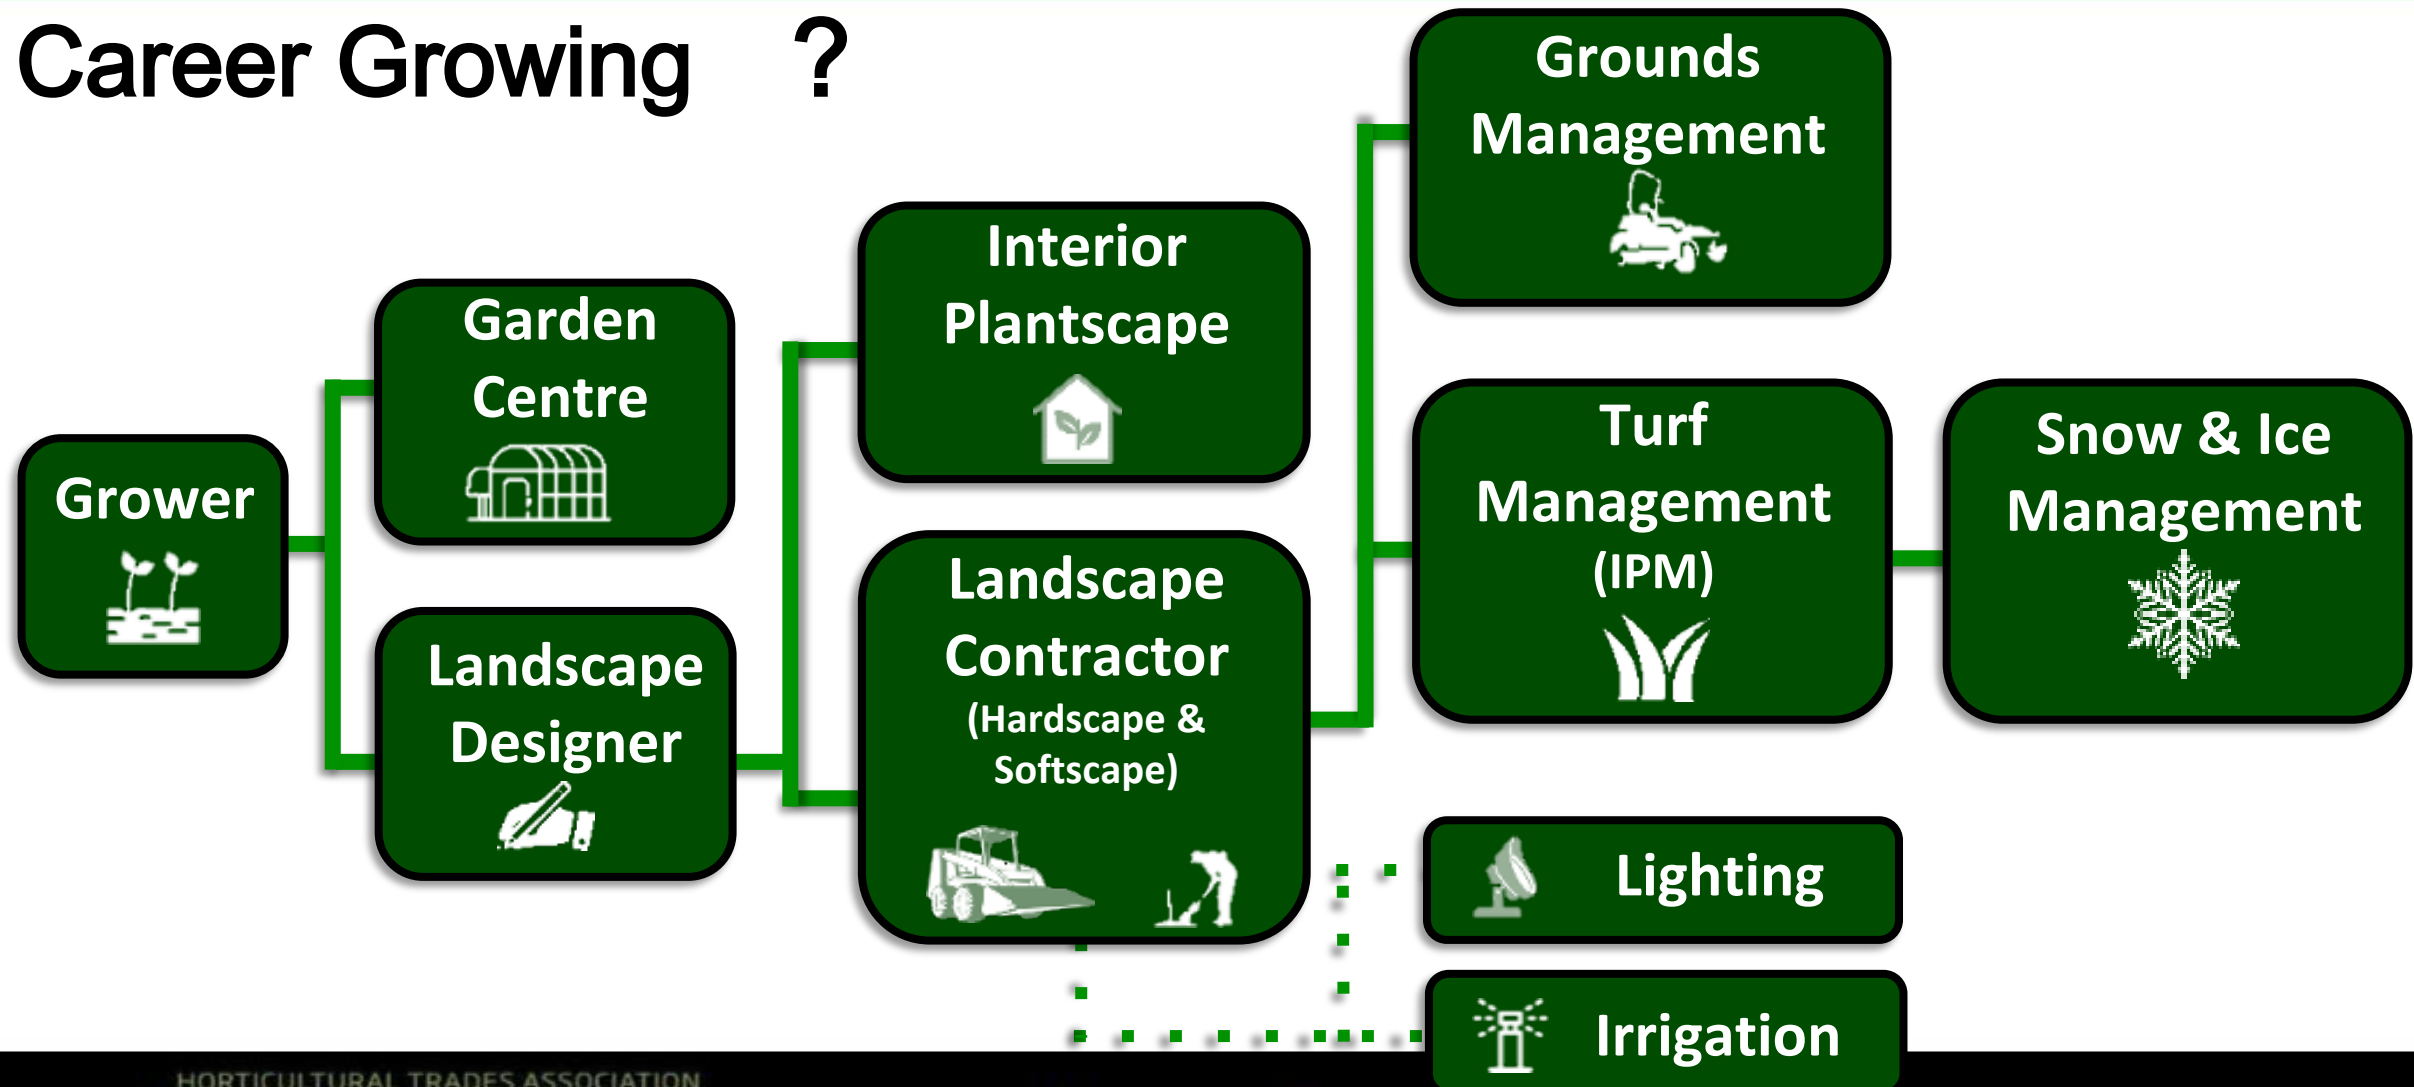 Career Growing ?
Grower
Garden
Centre
Landscape
Designer
Interior
Plantscape
Landscape
Contractor
(Hardscape &
Softscape)
Grounds
Management
Turf
Management
(IPM)
Snow & Ice
Management
Lighting
Irrigation
HORTICULTURAL TRADES ASSOCIATION